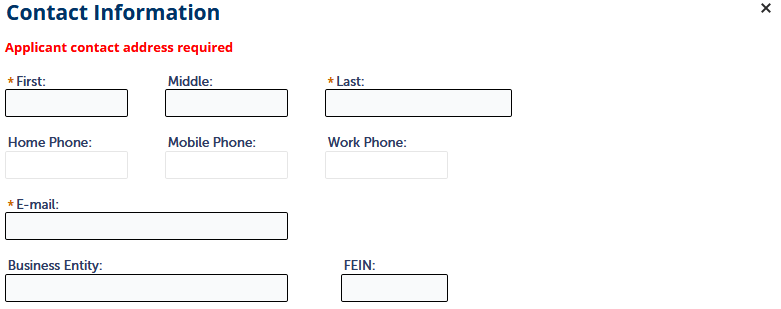 Contact Information
Applicant contact address required
* First: Middle: * Last:
Home Phone: Mobile Phone: Work Phone:
* E-mail:
Business Entity: FEIN: